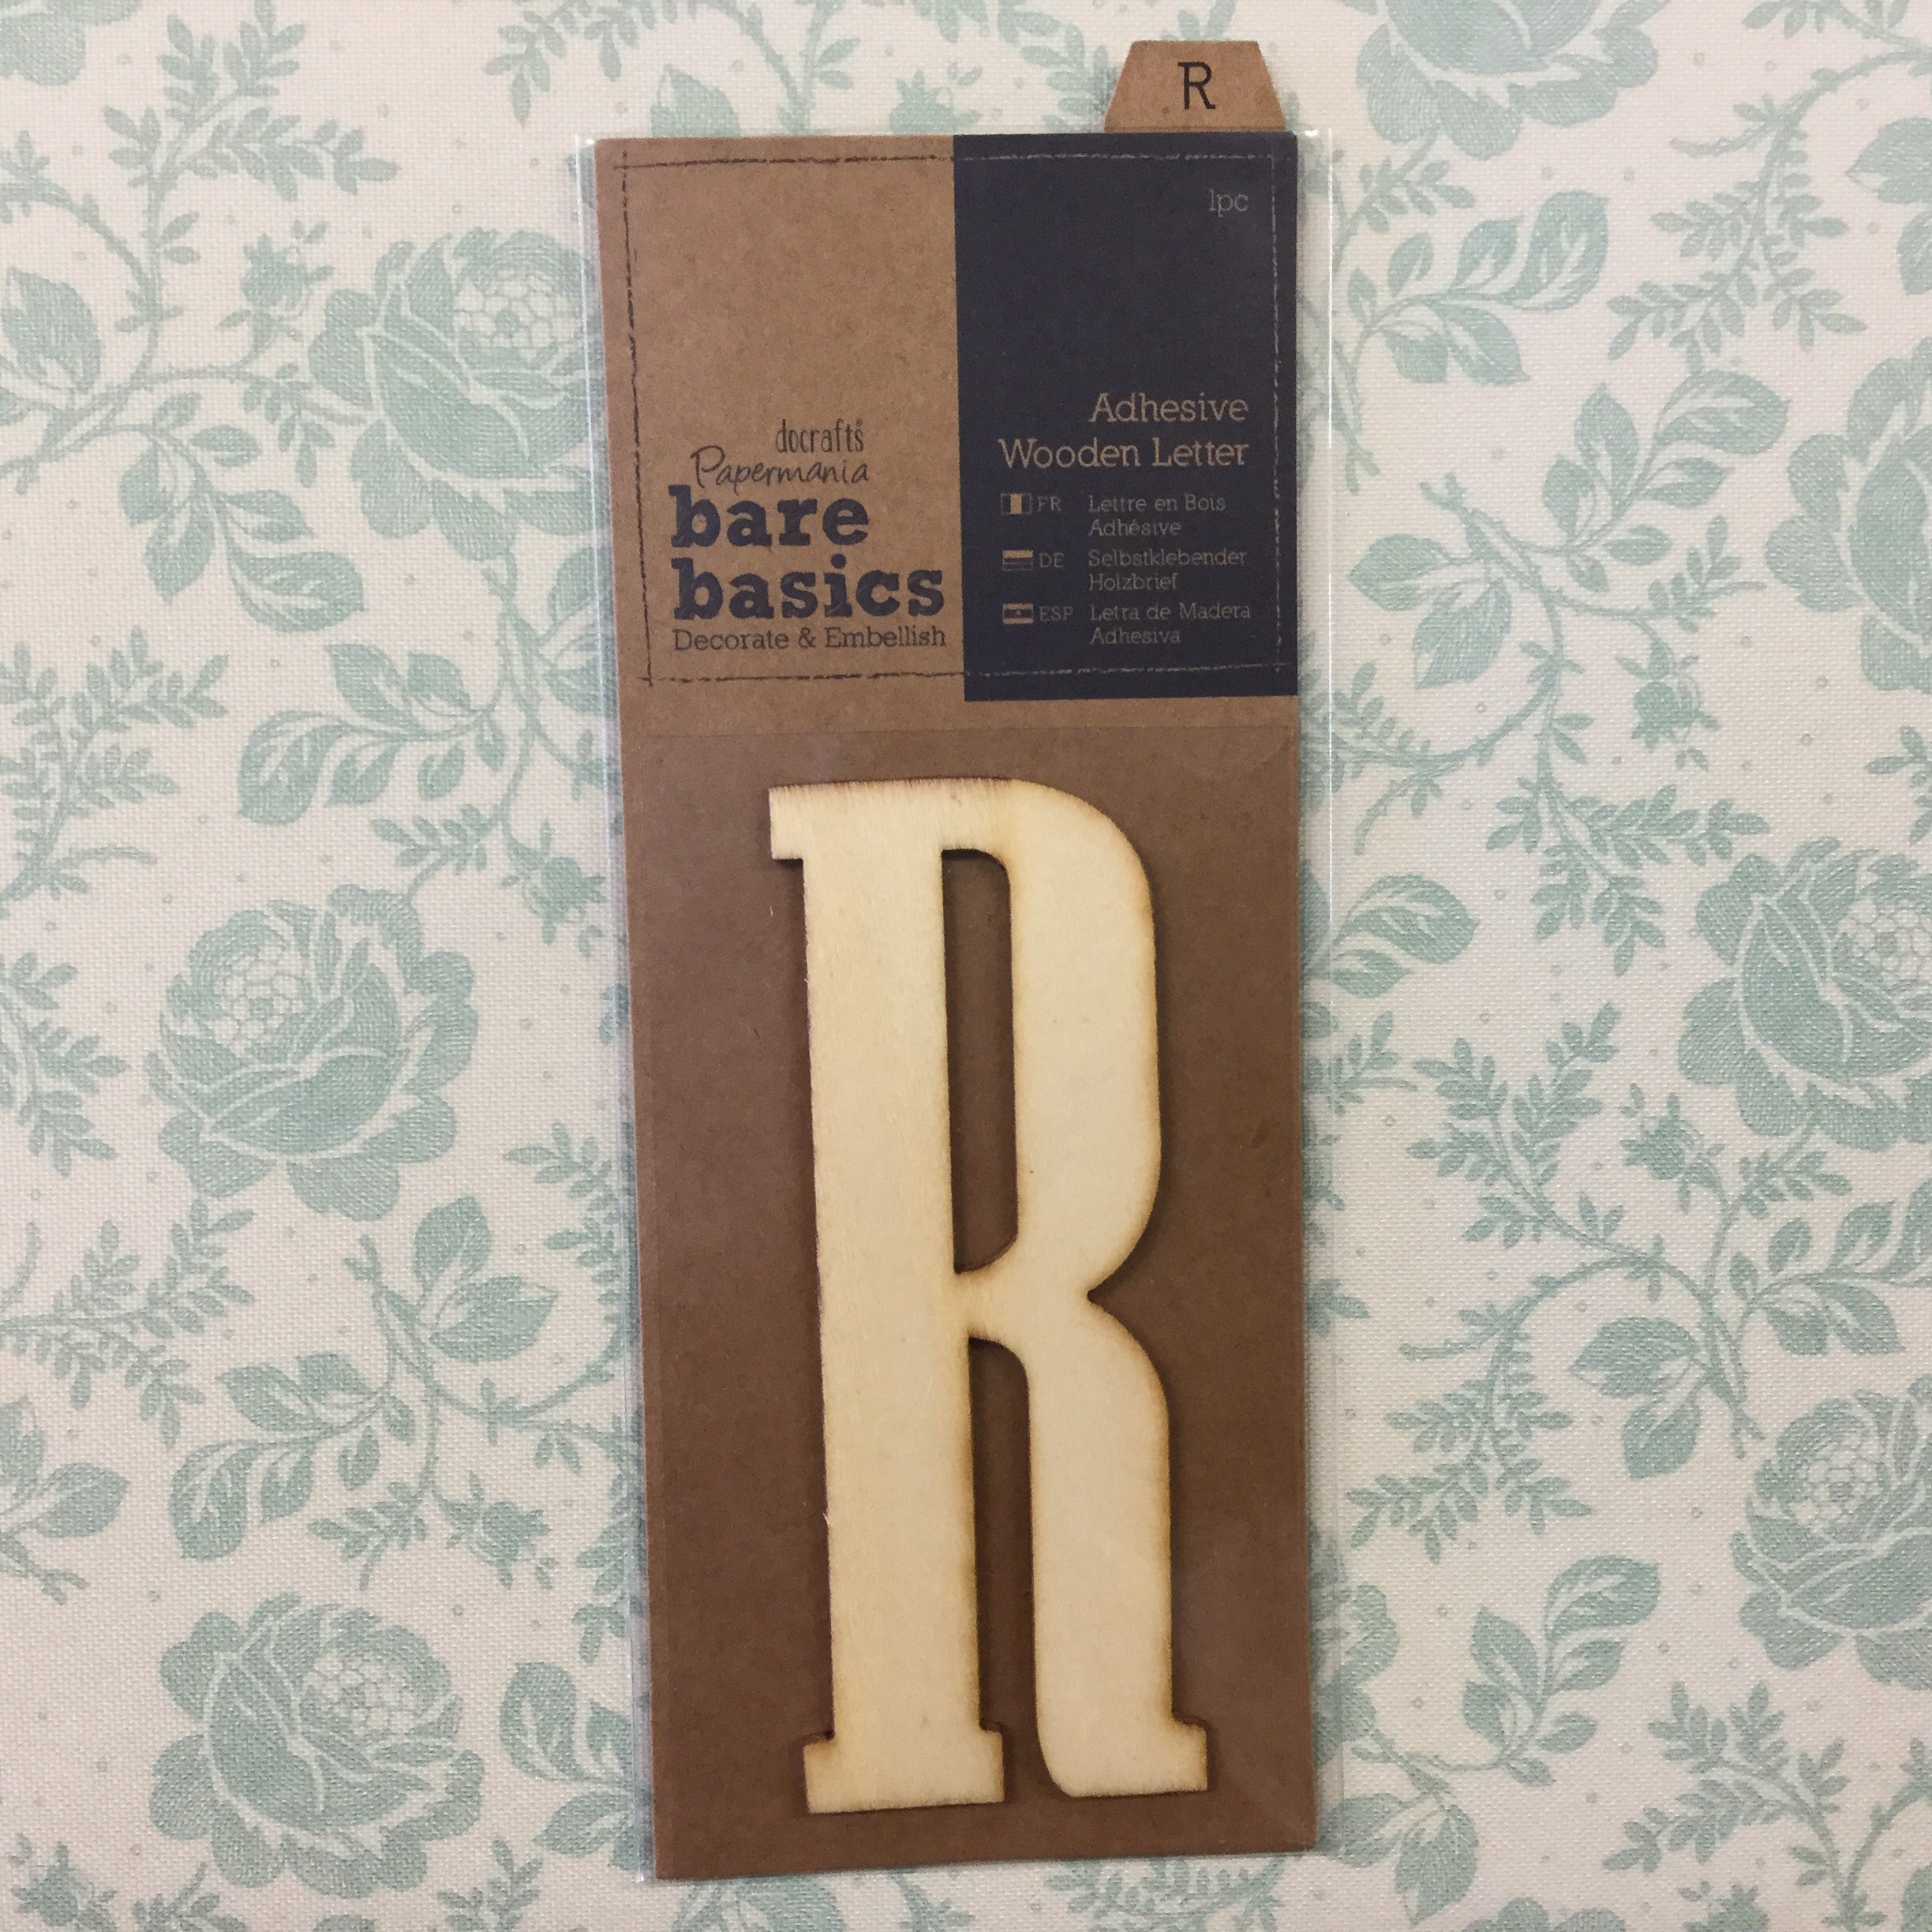 R
1pc
docrafts®
Papermania
bare
basics
Decorate & Embellish
Adhesive
Wooden Letter
FR Lettre en Bois
Adhésive
DE Selbstklebender
Holzbrief
ESP Letra de Madera
Adhesiva
R